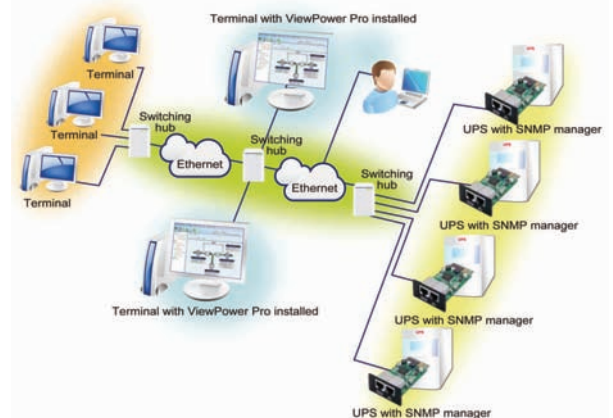 Terminal with ViewPower Pro installed
Terminal
Terminal
Terminal
Switching
hub
Ethernet
Switching
hub
Ethernet
Switching
hub
UPS with SNMP manager
UPS with SNMP manager
UPS with SNMP manager
UPS with SNMP manager
Terminal with ViewPower Pro installed